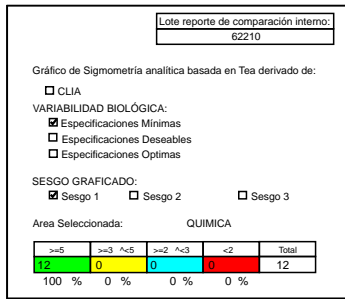 Lote reporte de comparación interno:
62210
Gráfico de Sigmometría analítica basada en Tea derivado de:
CLIA
VARIABILIDAD BIOLÓGICA:
Especificaciones Mínimas
Especificaciones Deseables
Especificaciones Optimas
SESGO GRAFICADO:
Sesgo 1 Sesgo 2 Sesgo 3
Area Seleccionada: QUIMICA
>=5 >=3 ^<5 >=2 ^<3 <2 Total
12 0 0 0 12
100 % 0 % 0 % 0 %